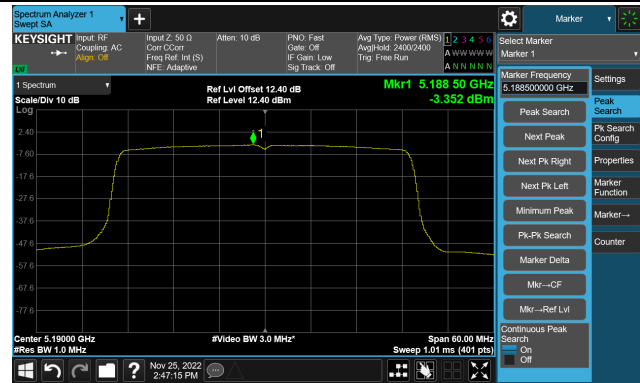 Spectrum Analyzer 1
Swept SA
+
Marker
KEYSIGHT
Input: RF
Coupling: AC
Align: Off
Input Z: 50 Ω
Corr CCorr
Freq Ref: Int (S)
NFE: Adaptive
Atten: 10 dB
PNO: Fast
Gate: Off
IF Gain: Low
Sig Track: Off
Avg Type: Power (RMS)
Avg|Hold: 2400/2400
Trig: Free Run
1 2 3 4 5 6
A W W W W W
A N N N N N
Select Marker
Marker 1
LXI
1 Spectrum
Scale/Div 10 dB
Log
Ref Lvl Offset 12.40 dB
Ref Level 12.40 dBm
Mkr1 5.188 50 GHz
-3.352 dBm
1
2.40
-7.60
-17.6
-27.6
-37.6
-47.6
-57.6
-67.6
-77.6
Center 5.19000 GHz
#Res BW 1.0 MHz
#Video BW 3.0 MHz*
Span 60.00 MHz
Sweep 1.01 ms (401 pts)
Marker Frequency
5.188500000 GHz
Peak Search
Next Peak
Next Pk Right
Next Pk Left
Minimum Peak
Pk-Pk Search
Marker Delta
Mkr→CF
Mkr→Ref Lvl
Continuous Peak
Search
On
Off
Settings
Peak
Search
Pk Search
Config
Properties
Marker
Function
Marker→
Counter
?
Nov 25, 2022
2:47:15 PM